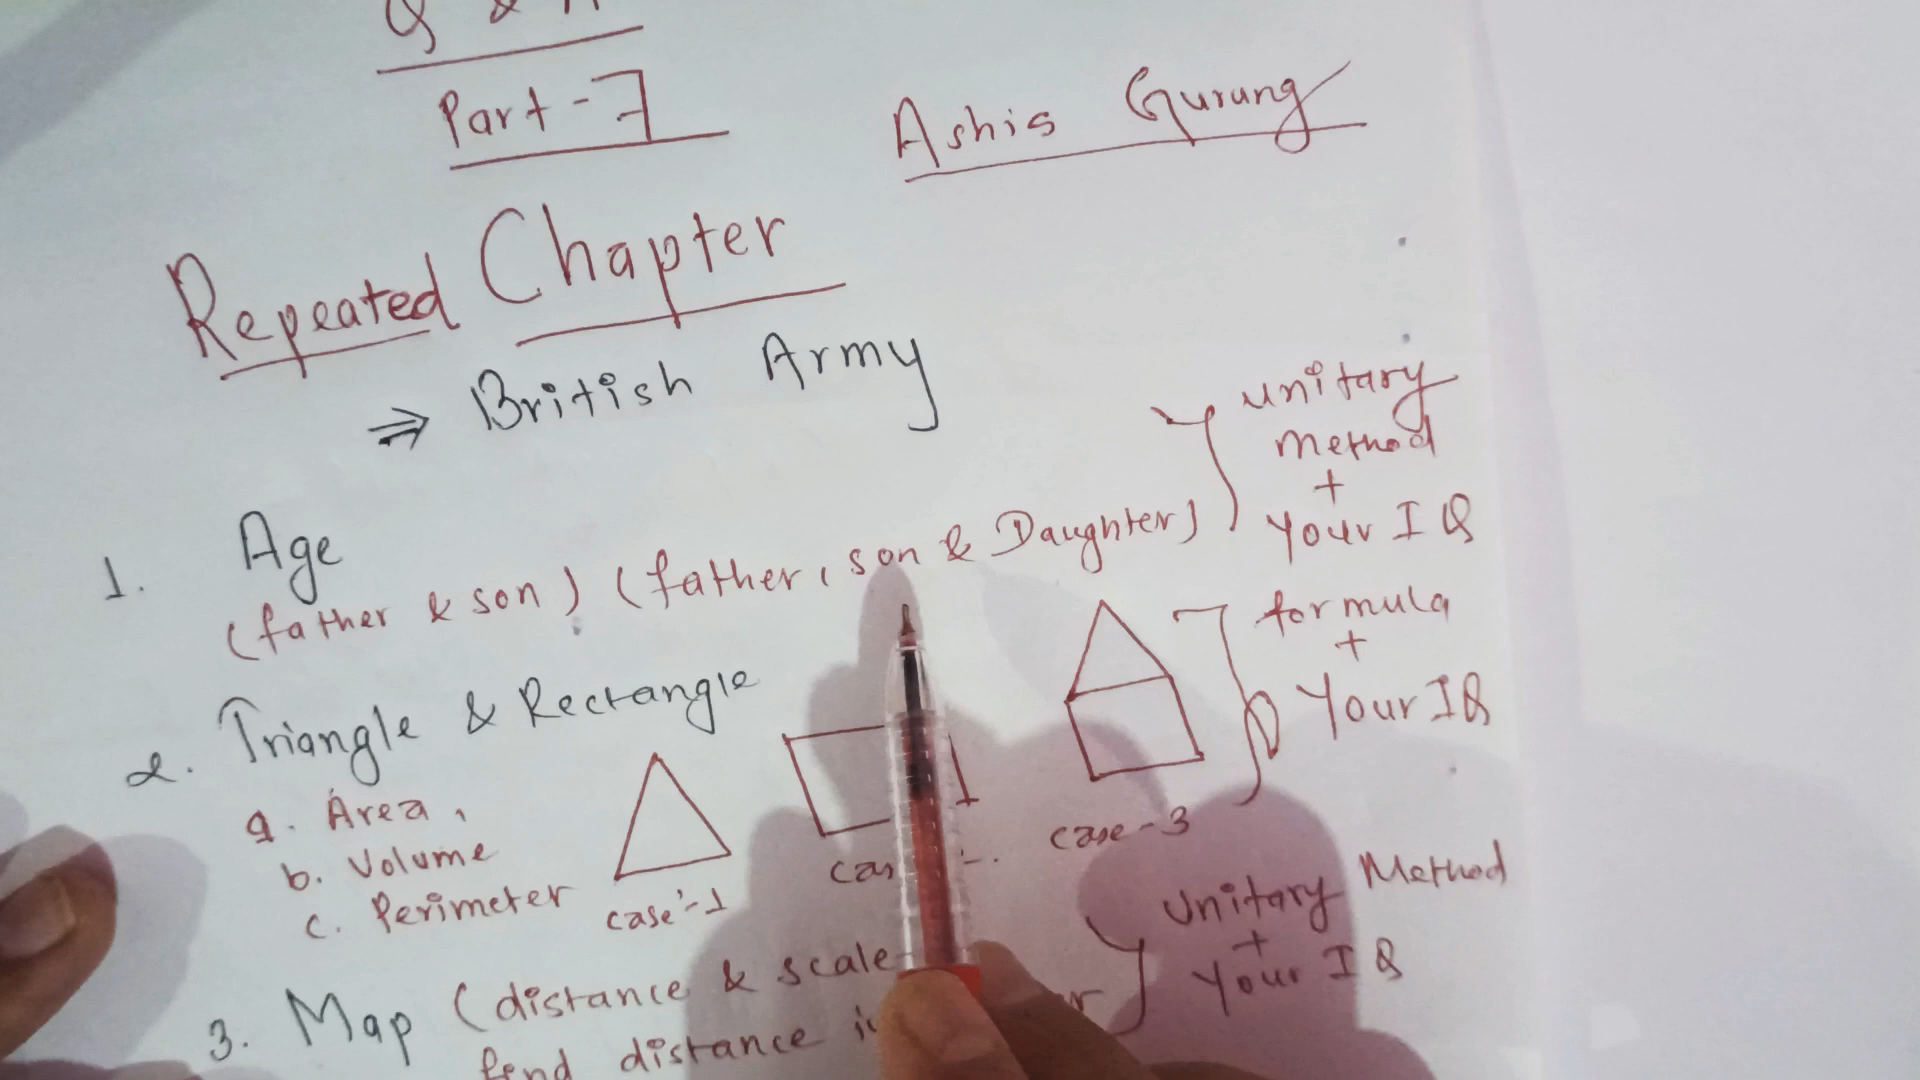 Part-7
Ashis Gurung
Repeated Chapter
⇒ British Army
1. Age
(father & son) (father, son & Daughter)
unitary
Method
+
Your IQ
2. Triangle & Rectangle
a. Area,
b. Volume
c. Perimeter
case-1
case-3
formula
+
Your IQ
3. Map (distance & scale
fend distance
Unitary Method
+
Your IQ